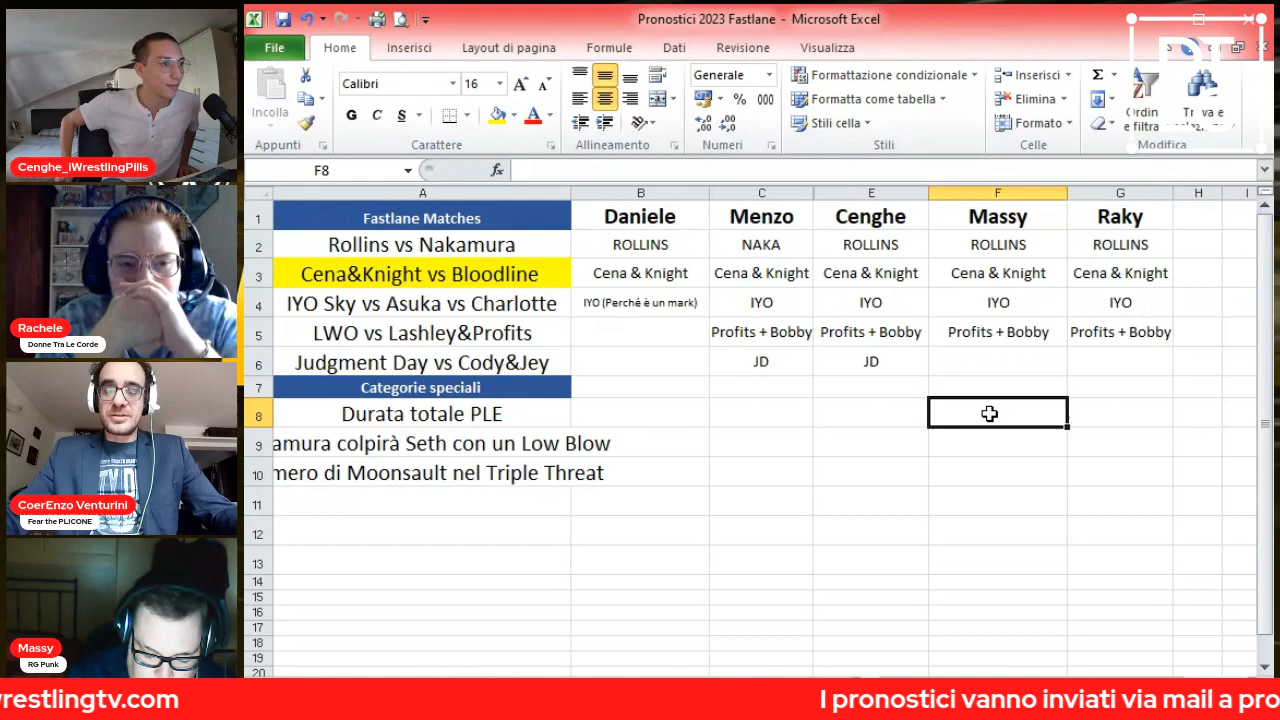 Pronostici 2023 Fastlane - Microsoft Excel
File Home Inserisci Layout di pagina Formule Dati Revisione Visualizza
Incolla
Calibri 16 Generale
Formattazione condizionale
Formatta come tabella
Stili cella
Inserisci
Elimina
Formato
G C S
% 000
Appunti Carattere Allineamento Numeri Stili Celle Modifica
F8 fx
A B C E F G H I
1 Fastlane Matches Daniele Menzo Cenghe Massy Raky
2 Rollins vs Nakamura ROLLINS NAKA ROLLINS ROLLINS ROLLINS
3 Cena&Knight vs Bloodline Cena & Knight Cena & Knight Cena & Knight Cena & Knight Cena & Knight
4 IYO Sky vs Asuka vs Charlotte IYO (Perché è un mark) IYO IYO IYO IYO
5 LWO vs Lashley&Profits Profits + Bobby Profits + Bobby Profits + Bobby Profits + Bobby
6 Judgment Day vs Cody&Jey JD JD
7 Categorie speciali
8 Durata totale PLE
9 amura colpirà Seth con un Low Blow
10 mero di Moonsault nel Triple Threat
11
12
13
14
15
16
17
18
19
20
Cenghe_iWrestlingPills
Rachele
Donne Tra Le Corde
CoerEnzo Venturini
Fear the PLICONE
Massy
RG Punk
wrestlingtv.com I pronostici vanno inviati via mail a pro